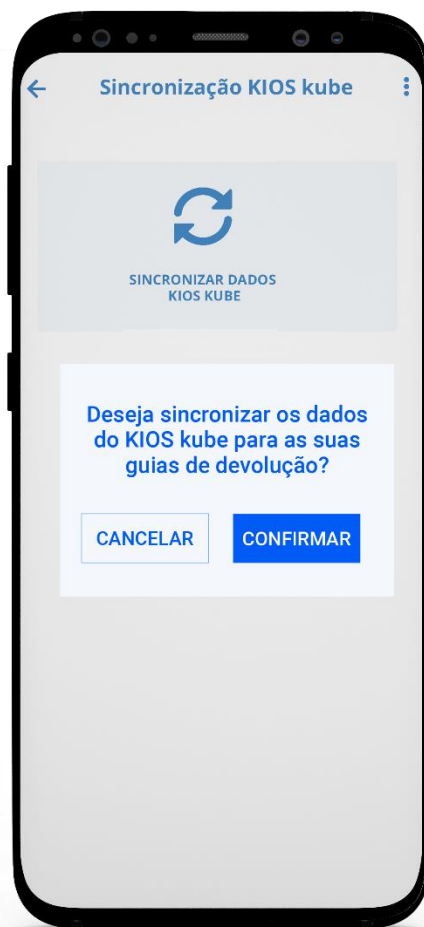 Sincronização KIOS kube
SINCRONIZAR DADOS
KIOS KUBE
Deseja sincronizar os dados
do KIOS kube para as suas
guias de devolução?
CANCELAR CONFIRMAR